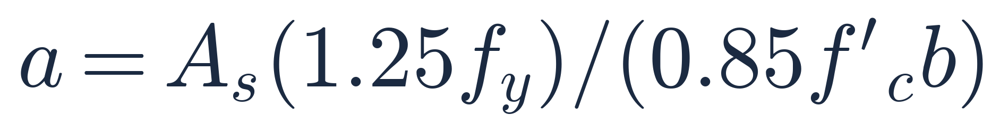 a = A_s(1.25f_y)/(0.85f'_c b)